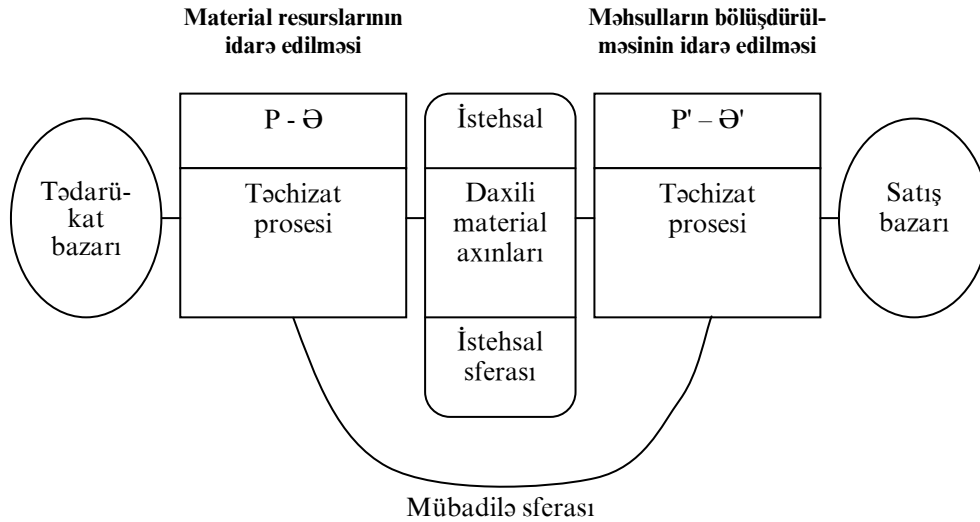 Material resurslarının
idarə edilməsi
Məhsulların bölüşdürül-
məsinin idarə edilməsi
Tədarü-
kat
bazarı
P - Ə
Təchizat
prosesi
İstehsal
Daxili
material
axınları
İstehsal
sferası
P' – Ə'
Təchizat
prosesi
Satış
bazarı
Mübadilə sferası